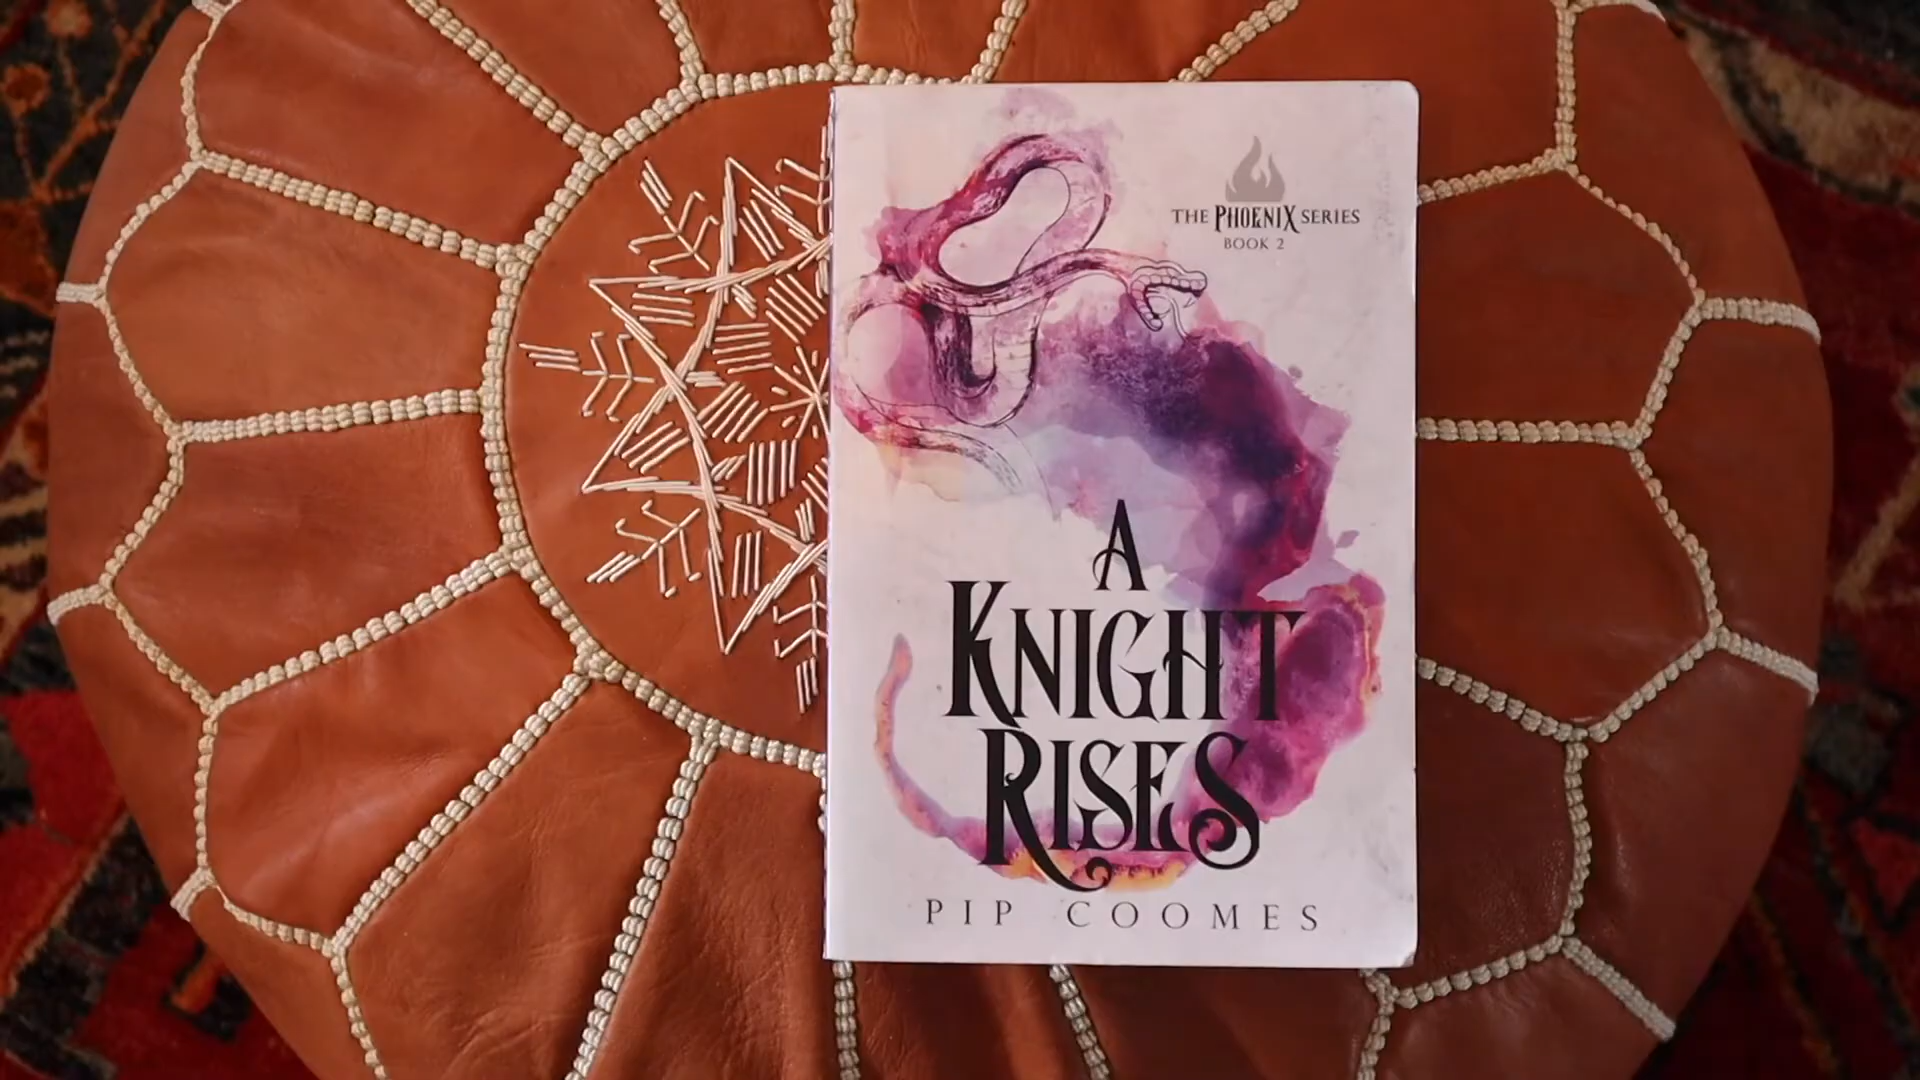 THE PHOENIX SERIES
BOOK 2
A
KNIGHT
RISES
PIP COOMES